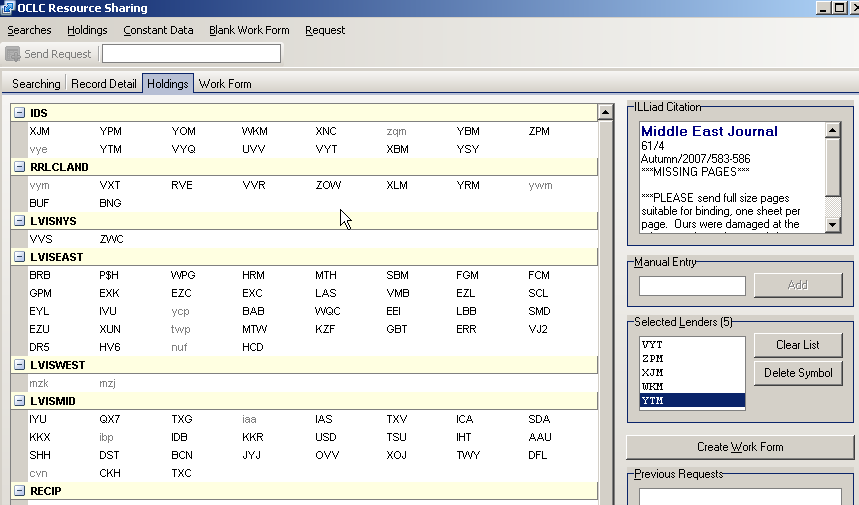 OCLC Resource Sharing
Searches Holdings Constant Data Blank Work Form Request
Send Request
Searching Record Detail Holdings Work Form
IDS
XJM YPM YOM WKM XNC zqm YBM ZPM
vye YTM VYQ UVV VYT XBM YSY
RRLCLAND
vym VXT RVE VVR ZOW XLM YRM ywm
BUF BNG
LVISNYS
VVS ZWC
LVISEAST
BRB P$H WPG HRM MTH SBM FGM FCM
GPM EXK EZC EXC LAS VMB EZL SCL
EYL IVU ycp BAB WQC EEI LBB SMD
EZU XUN twp MTW KZF GBT ERR VJ2
DR5 HV6 nuf HCD
LVISWEST
mzk mzj
LVISMID
IYU QX7 TXG iaa IAS TXV ICA SDA
KKX ibp IDB KKR USD TSU IHT AAU
SHH DST BCN JYJ OVV XOJ TWY DFL
cvn CKH TXC
RECIP
ILLiad Citation
Middle East Journal
61/4
Autumn/2007/583-586
***MISSING PAGES***
***PLEASE send full size pages
suitable for binding, one sheet per
page. Ours were damaged at the
Manual Entry
Add
Selected Lenders (5)
VYT
ZPM
XJM
WKM
YTM
Clear List
Delete Symbol
Create Work Form
Previous Requests